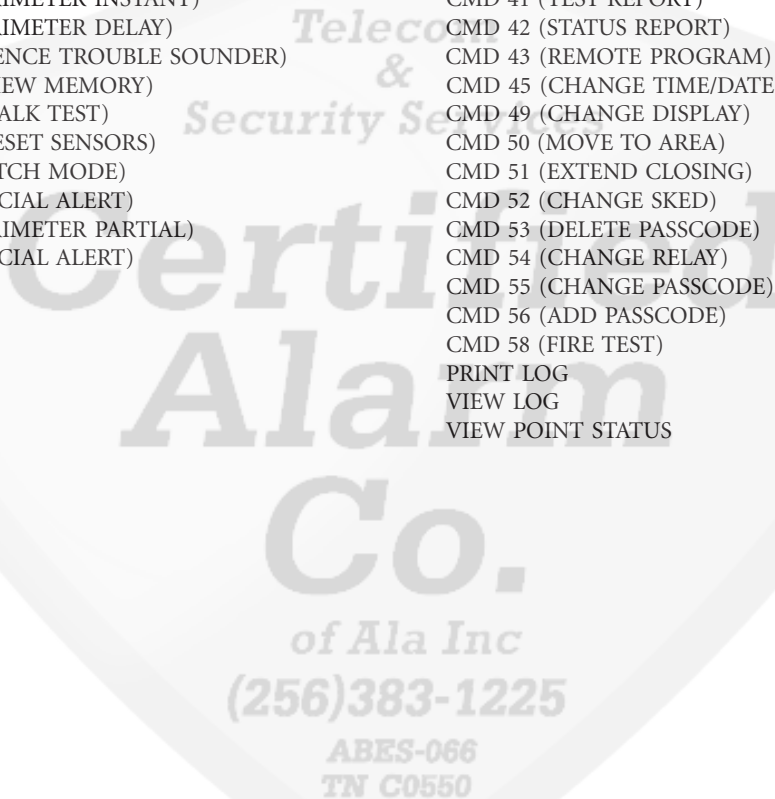 RIMETER INSTANT)
RIMETER DELAY)
ENCE TROUBLE SOUNDER)
EW MEMORY)
ALK TEST)
ESET SENSORS)
TCH MODE)
CIAL ALERT)
RIMETER PARTIAL)
CIAL ALERT)
CMD 41 (TEST REPORT)
CMD 42 (STATUS REPORT)
CMD 43 (REMOTE PROGRAM)
CMD 45 (CHANGE TIME/DATE
CMD 49 (CHANGE DISPLAY)
CMD 50 (MOVE TO AREA)
CMD 51 (EXTEND CLOSING)
CMD 52 (CHANGE SKED)
CMD 53 (DELETE PASSCODE)
CMD 54 (CHANGE RELAY)
CMD 55 (CHANGE PASSCODE)
CMD 56 (ADD PASSCODE)
CMD 58 (FIRE TEST)
PRINT LOG
VIEW LOG
VIEW POINT STATUS
Telecom
&
Security Services
Certified
Alarm
Co.
of Ala Inc
(256)383-1225
ABES-066
TN C0550